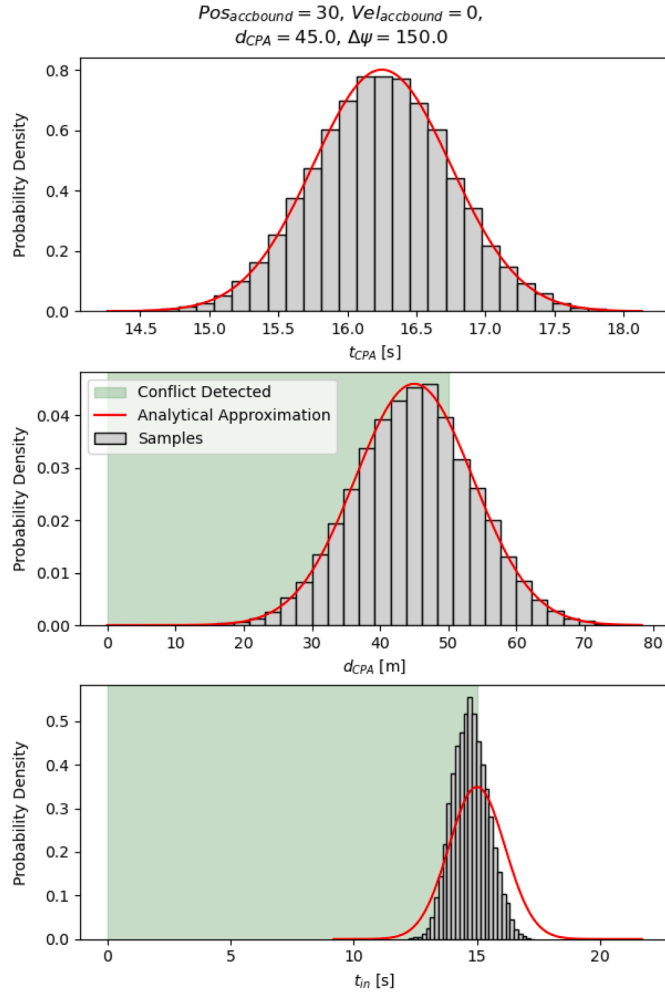 Pos_accbound = 30, Vel_accbound = 0,
d_CPA = 45.0, Δψ = 150.0
0.8
0.6
0.4
0.2
0.0
Probability Density
14.5 15.0 15.5 16.0 16.5 17.0 17.5 18.0
t_CPA [s]
Conflict Detected
Analytical Approximation
Samples
0.04
0.03
0.02
0.01
0.00
Probability Density
0 10 20 30 40 50 60 70 80
d_CPA [m]
0.5
0.4
0.3
0.2
0.1
0.0
Probability Density
0 5 10 15 20
t_in [s]